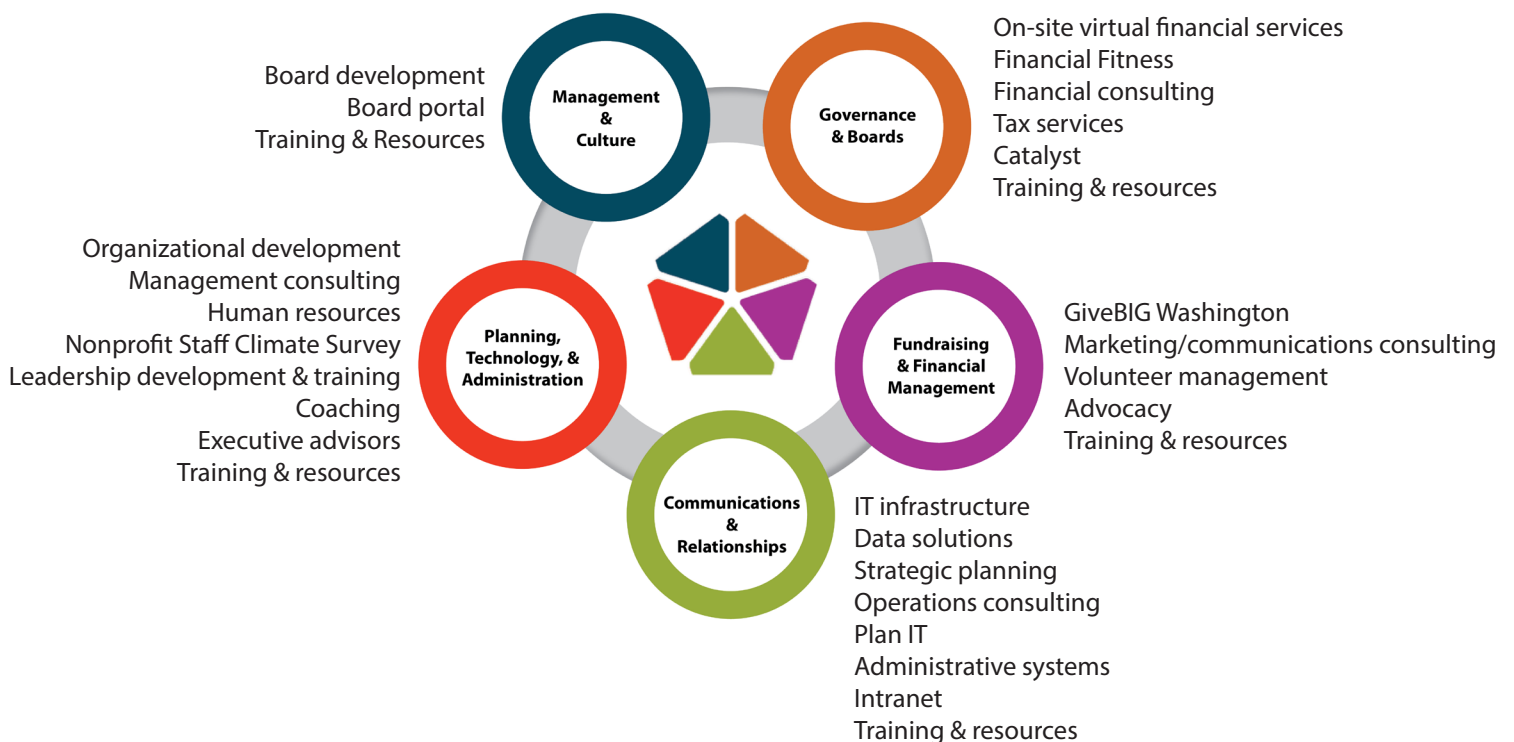 Board development
Board portal
Training & Resources
Management
&
Culture
Governance
& Boards
On-site virtual financial services
Financial Fitness
Financial consulting
Tax services
Catalyst
Training & resources
Organizational development
Management consulting
Human resources
Nonprofit Staff Climate Survey
Leadership development & training
Coaching
Executive advisors
Training & resources
Planning,
Technology, &
Administration
Fundraising
& Financial
Management
GiveBIG Washington
Marketing/communications consulting
Volunteer management
Advocacy
Training & resources
Communications
&
Relationships
IT infrastructure
Data solutions
Strategic planning
Operations consulting
Plan IT
Administrative systems
Intranet
Training & resources